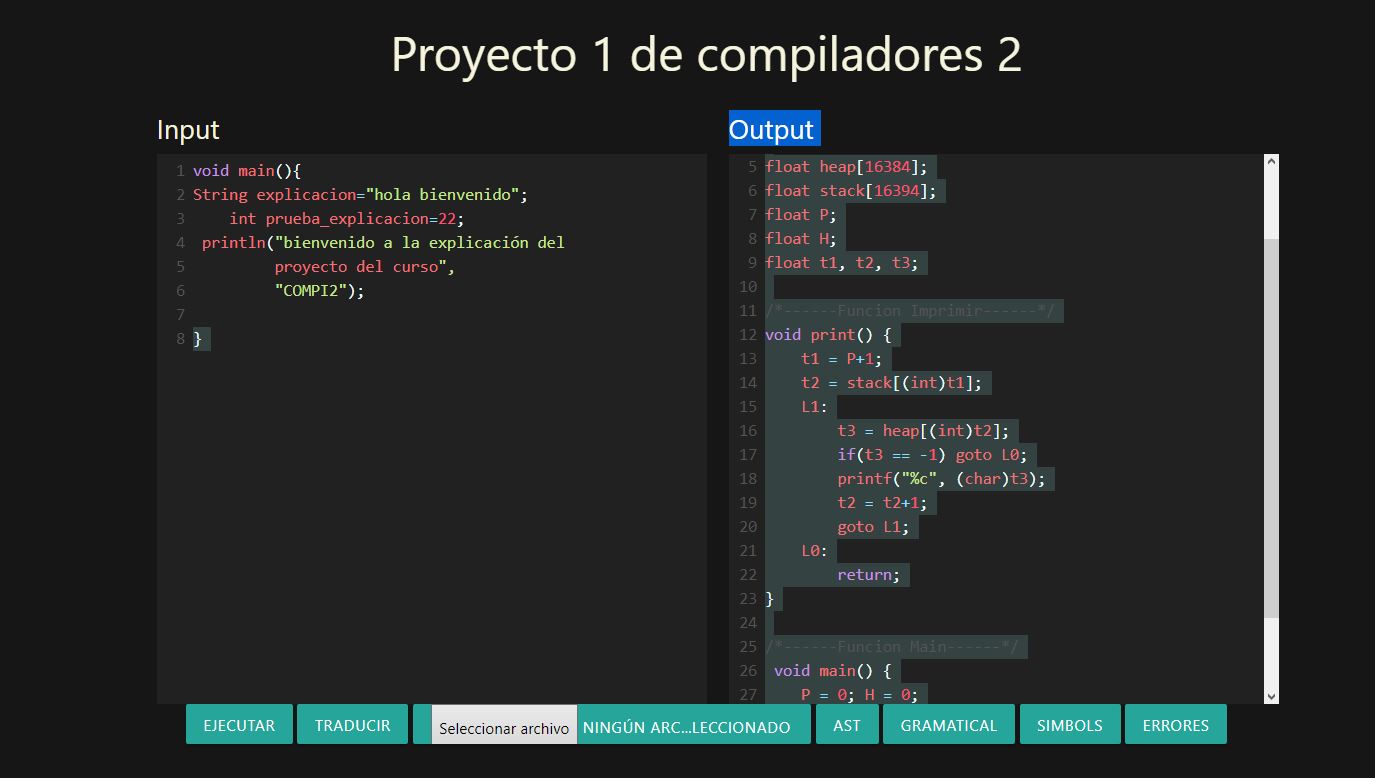 Proyecto 1 de compiladores 2
Input
1 void main(){
2 String explicacion="hola bienvenido";
3     int prueba_explicacion=22;
4  println("bienvenido a la explicación del
5          proyecto del curso",
6          "COMPI2");
7
8 }
Output
5 float heap[16384];
6 float stack[16394];
7 float P;
8 float H;
9 float t1, t2, t3;
10
11 /*------Funcion Imprimir------*/
12 void print() {
13     t1 = P+1;
14     t2 = stack[(int)t1];
15     L1:
16         t3 = heap[(int)t2];
17         if(t3 == -1) goto L0;
18         printf("%c", (char)t3);
19         t2 = t2+1;
20         goto L1;
21     L0:
22         return;
23 }
24
25 /*------Funcion Main------*/
26  void main() {
27     P = 0; H = 0;
EJECUTAR TRADUCIR Seleccionar archivo NINGÚN ARC...LECCIONADO AST GRAMATICAL SIMBOLS ERRORES